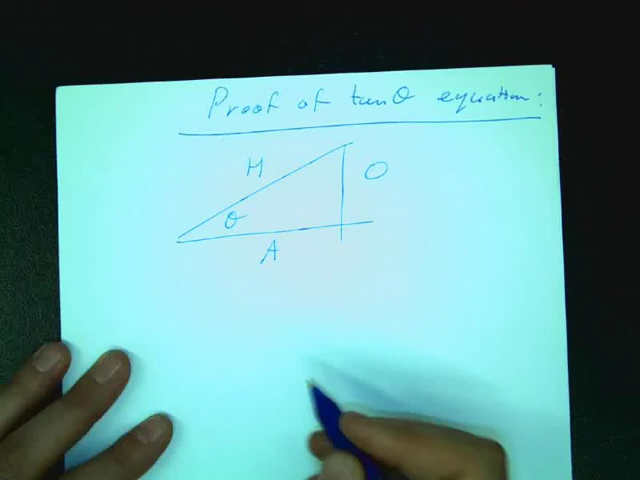 Proof of tanθ equation:
H
O
θ
A